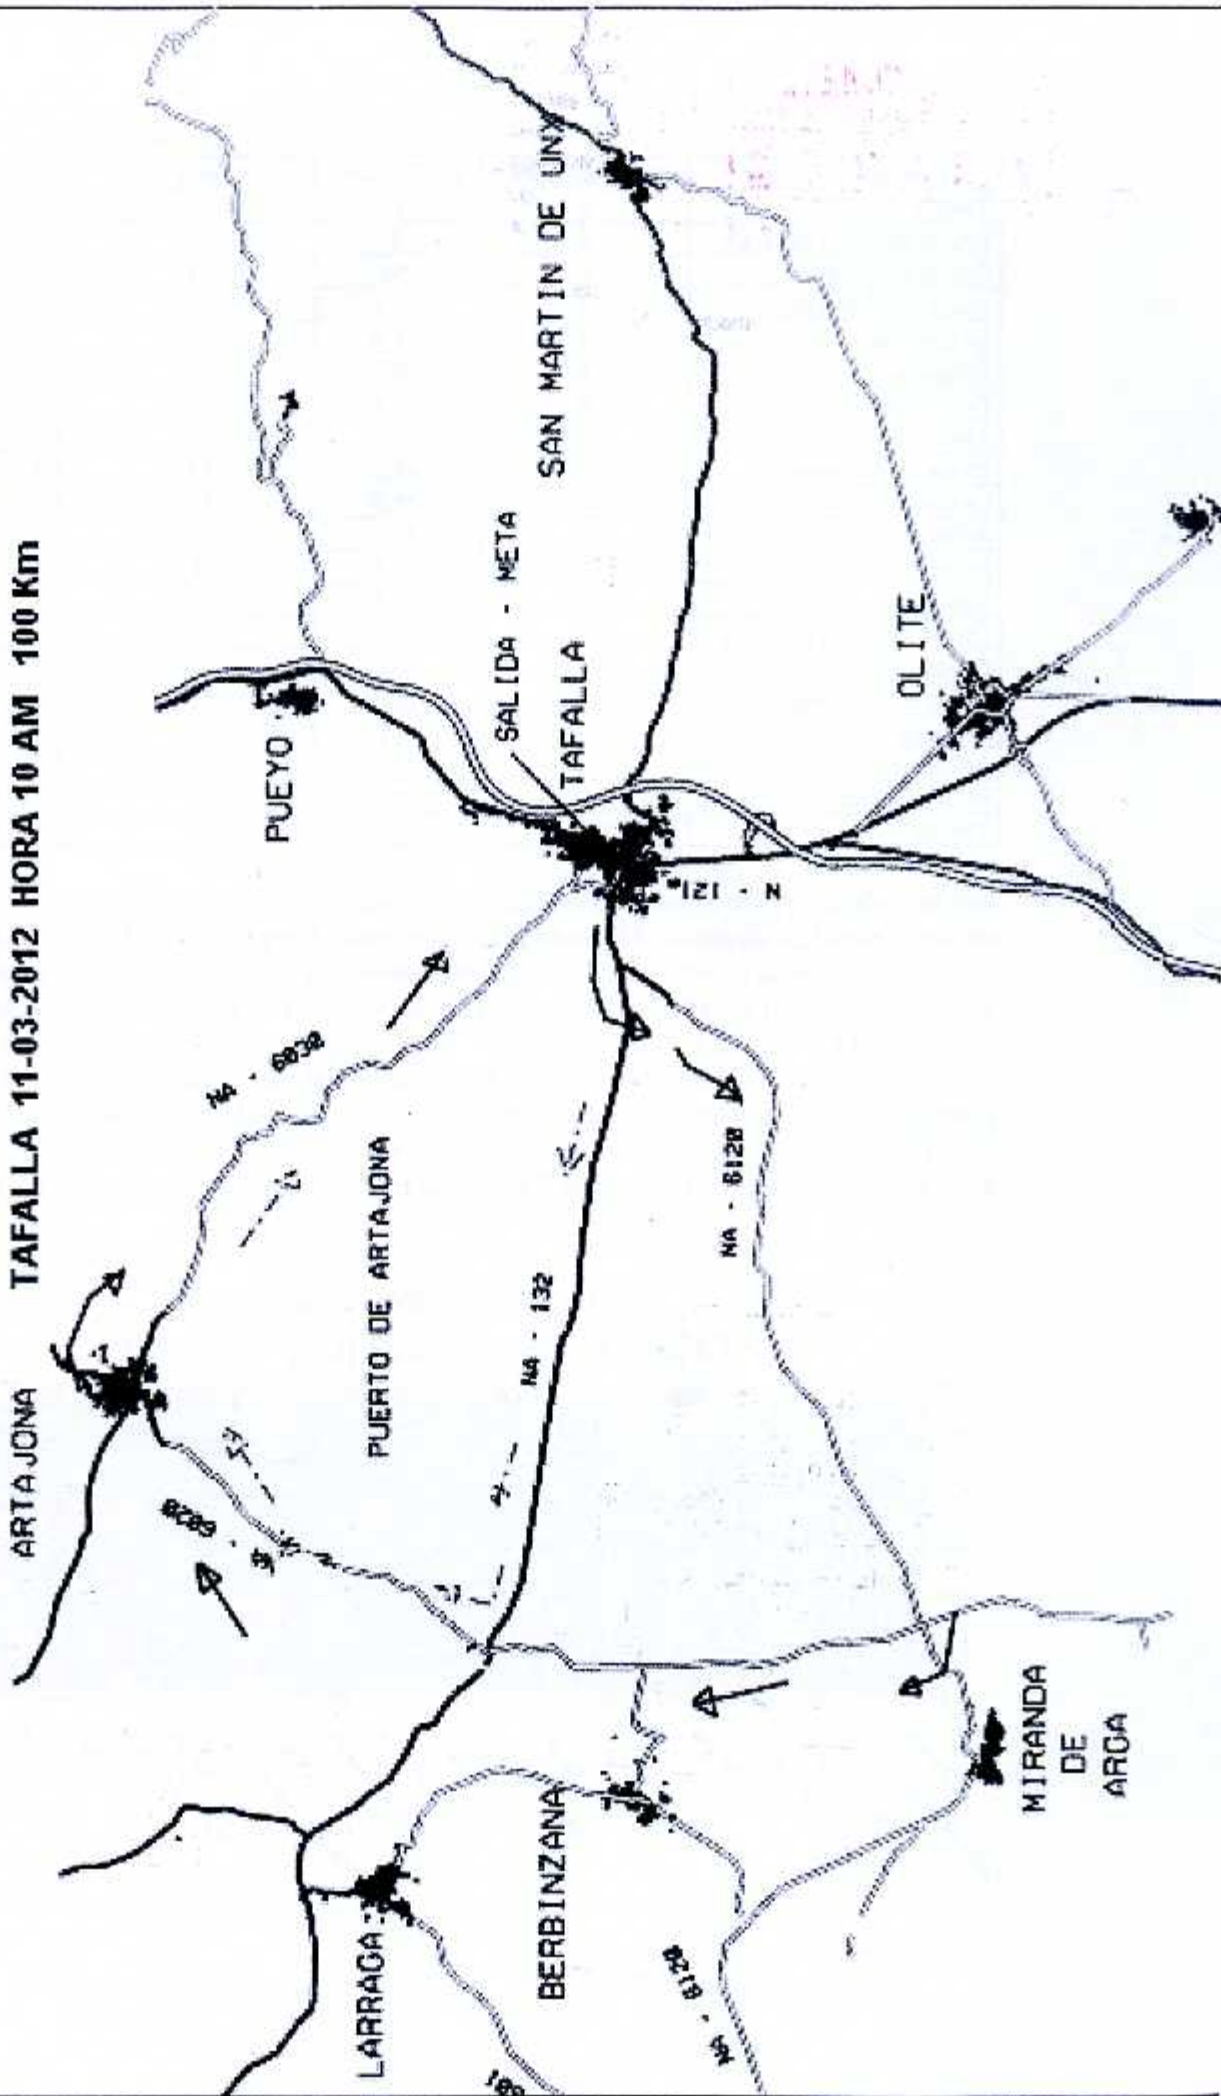 TAFALLA 11-03-2012 HORA 10 AM 100 Km
ARTAJONA
PUEYO
NA - 6030
SALIDA - META
TAFALLA
SAN MARTIN DE UNX
PUERTO DE ARTAJONA
NA - 6020
NA - 132
N - 121
OLITE
NA - 6120
LARRAGA
BERBINZANA
MIRANDA
DE
ARGA
NA - 6120